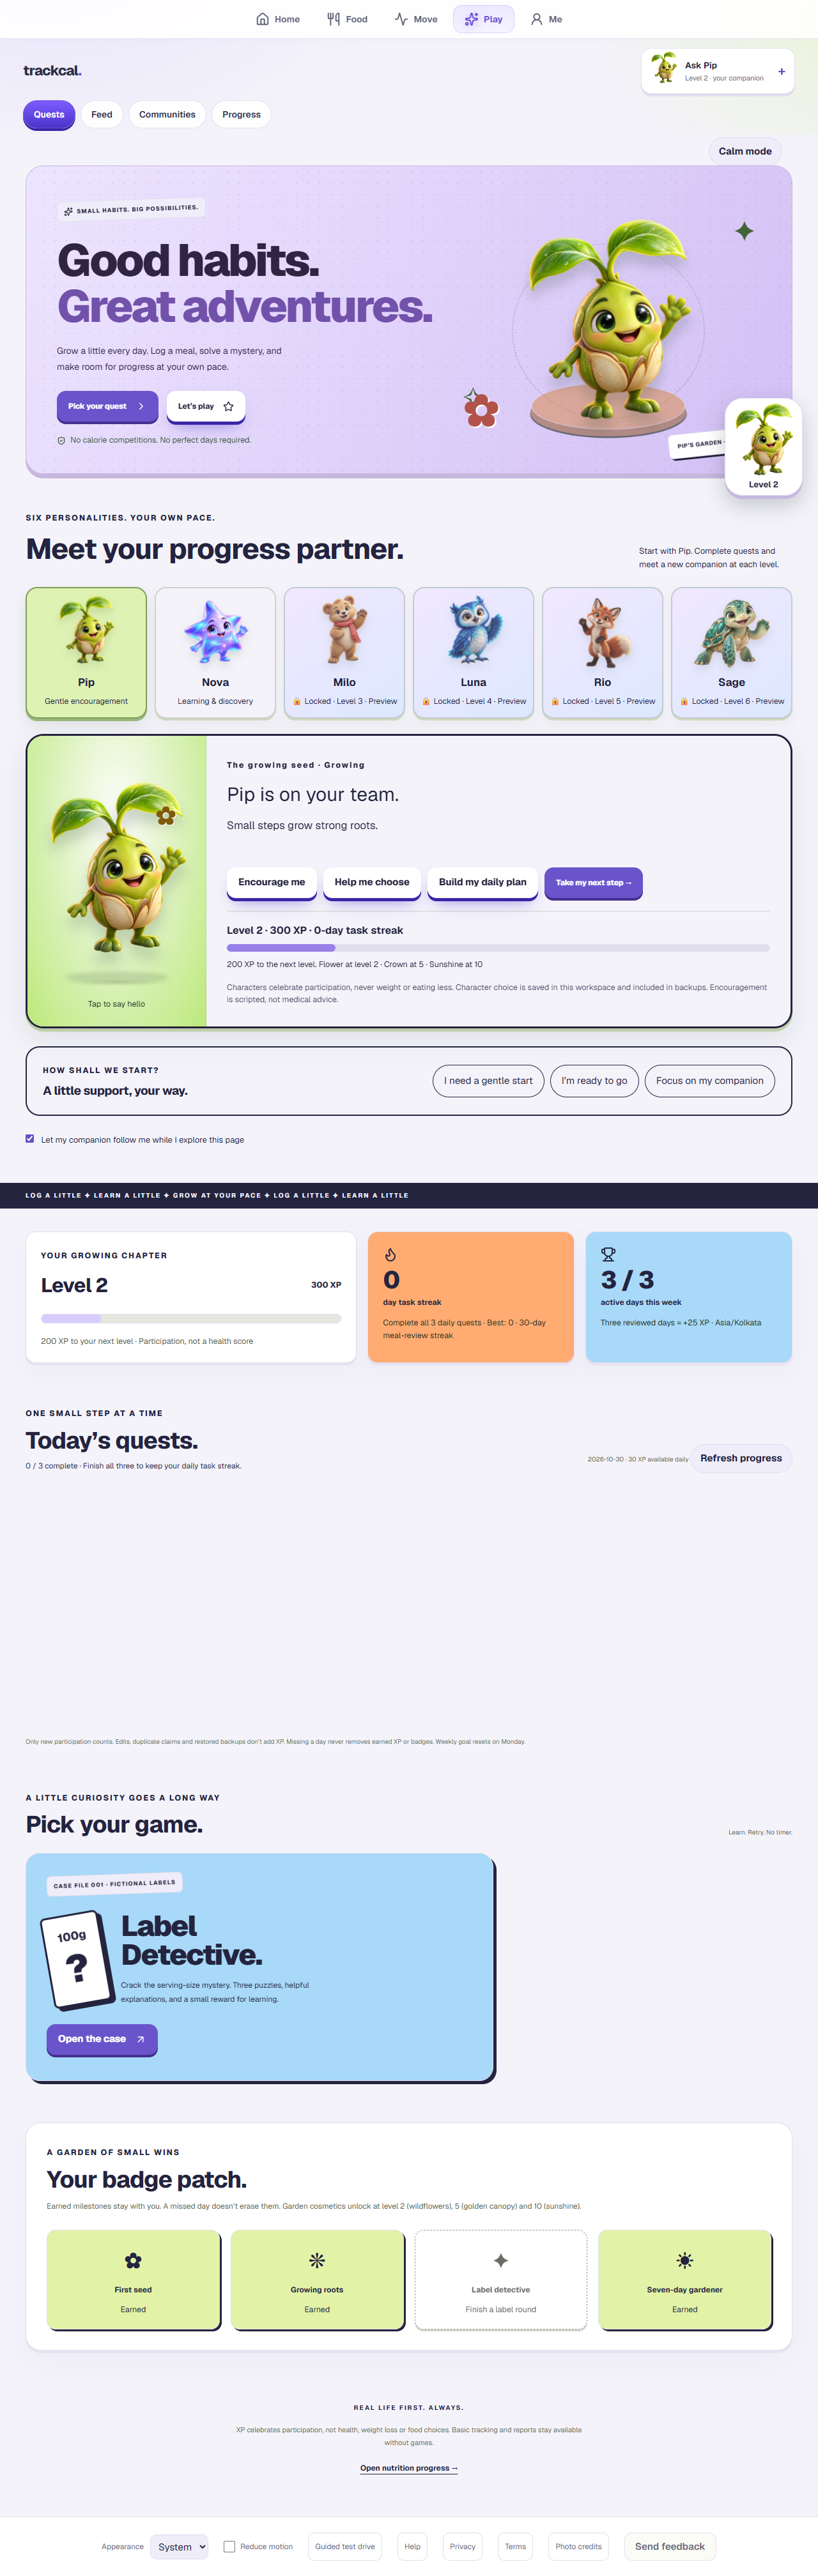 Home
Food
Move
Play
Me
trackcal.
Ask Pip
Level 2 · your companion
+
Quests
Feed
Communities
Progress
Calm mode
SMALL HABITS. BIG POSSIBILITIES.
Good habits.
Great adventures.
Grow a little every day. Log a meal, solve a mystery, and
make room for progress at your own pace.
Pick your quest
Let's play
No calorie competitions. No perfect days required.
PIP'S GARDEN
Level 2
SIX PERSONALITIES. YOUR OWN PACE.
Meet your progress partner.
Start with Pip. Complete quests and
meet a new companion at each level.
Pip
Gentle encouragement
Nova
Learning & discovery
Milo
🔒 Locked · Level 3 · Preview
Luna
🔒 Locked · Level 4 · Preview
Rio
🔒 Locked · Level 5 · Preview
Sage
🔒 Locked · Level 6 · Preview
Tap to say hello
The growing seed · Growing
Pip is on your team.
Small steps grow strong roots.
Encourage me
Help me choose
Build my daily plan
Take my next step →
Level 2 · 300 XP · 0-day task streak
200 XP to the next level. Flower at level 2 · Crown at 5 · Sunshine at 10
Characters celebrate participation, never weight or eating less. Character choice is saved in this workspace and included in backups. Encouragement
is scripted, not medical advice.
HOW SHALL WE START?
A little support, your way.
I need a gentle start
I'm ready to go
Focus on my companion
Let my companion follow me while I explore this page
LOG A LITTLE ✦ LEARN A LITTLE ✦ GROW AT YOUR PACE ✦ LOG A LITTLE ✦ LEARN A LITTLE
YOUR GROWING CHAPTER
Level 2
300 XP
200 XP to your next level · Participation, not a health score
0
day task streak
Complete all 3 daily quests · Best: 0 · 30-day
meal-review streak
3 / 3
active days this week
Three reviewed days = +25 XP · Asia/Kolkata
ONE SMALL STEP AT A TIME
Today's quests.
0 / 3 complete · Finish all three to keep your daily task streak.
2026-10-30 · 30 XP available daily
Refresh progress
Only new participation counts. Edits, duplicate claims and restored backups don't add XP. Missing a day never removes earned XP or badges. Weekly goal resets on Monday.
A LITTLE CURIOSITY GOES A LONG WAY
Pick your game.
Learn. Retry. No timer.
CASE FILE 001 · FICTIONAL LABELS
100g
?
Label
Detective.
Crack the serving-size mystery. Three puzzles, helpful
explanations, and a small reward for learning.
Open the case
A GARDEN OF SMALL WINS
Your badge patch.
Earned milestones stay with you. A missed day doesn't erase them. Garden cosmetics unlock at level 2 (wildflowers), 5 (golden canopy) and 10 (sunshine).
First seed
Earned
Growing roots
Earned
Label detective
Finish a label round
Seven-day gardener
Earned
REAL LIFE FIRST. ALWAYS.
XP celebrates participation, not health, weight loss or food choices. Basic tracking and reports stay available
without games.
Open nutrition progress →
Appearance
System
Reduce motion
Guided test drive
Help
Privacy
Terms
Photo credits
Send feedback